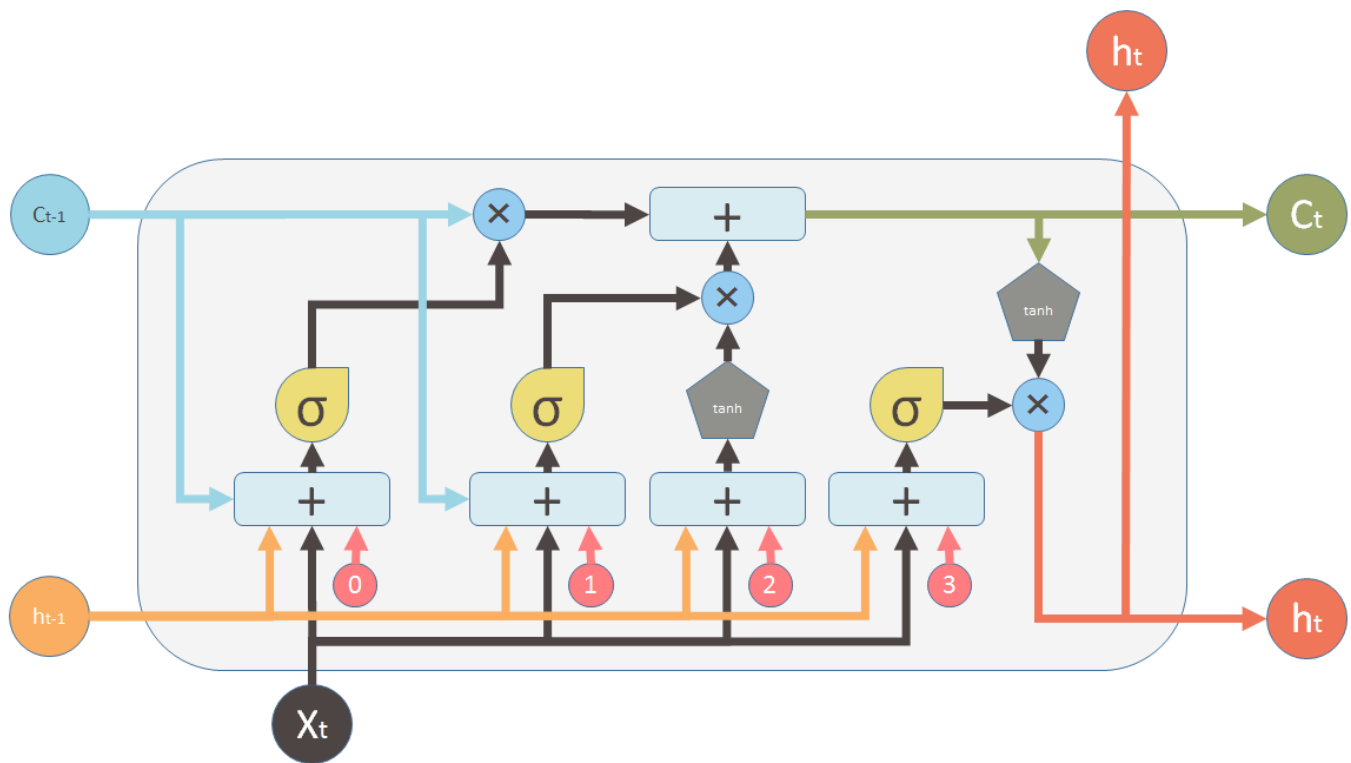 ht
Ct-1
×
+
Ct
×
tanh
σ
σ
tanh
σ
×
+
+
+
+
0
1
2
3
ht-1
ht
Xt